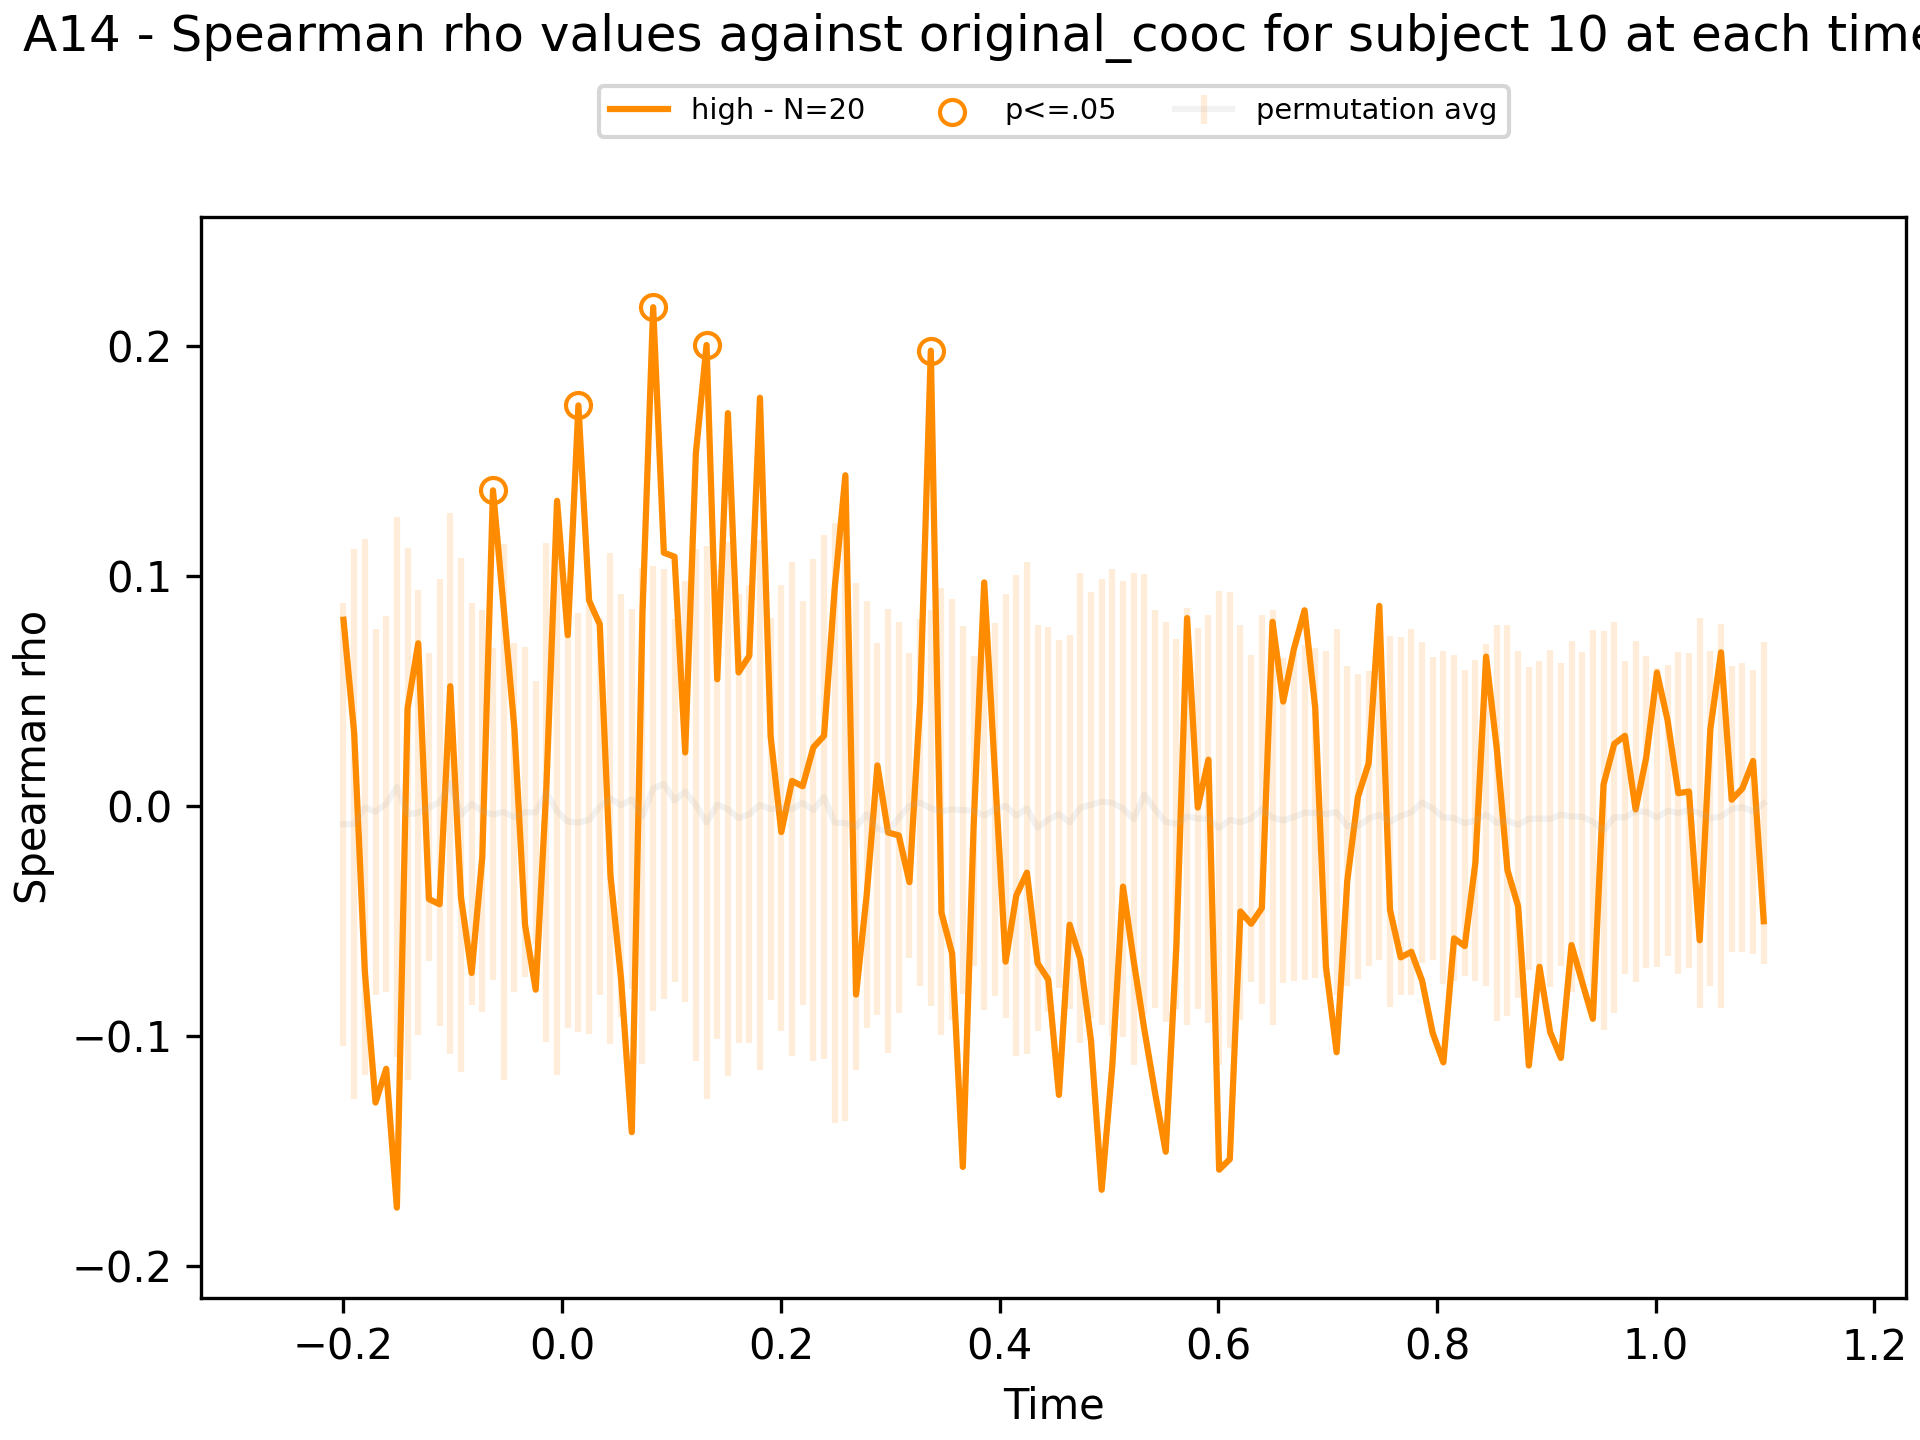 A14 - Spearman rho values against original_cooc for subject 10 at each time
high - N=20 p<=.05 permutation avg
Spearman rho
0.2
0.1
0.0
−0.1
−0.2
−0.2 0.0 0.2 0.4 0.6 0.8 1.0 1.2
Time